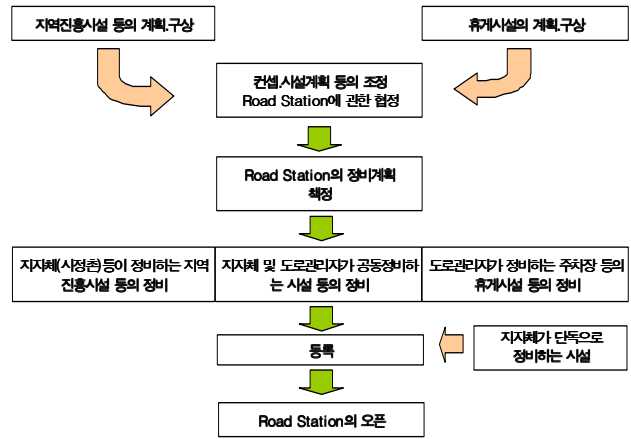 지역진흥시설 등의 계획.구상
휴게시설의 계획.구상
컨셉.시설계획 등의 조정
Road Station에 관한 협정
Road Station의 정비계획
책정
지자체(시정촌)등이 정비하는 지역
진흥시설 등의 정비
지자체 및 도로관리자가 공동정비하
는 시설 등의 정비
도로관리자가 정비하는 주차장 등의
휴게시설 등의 정비
등록
지자체가 단독으로
정비하는 시설
Road Station의 오픈